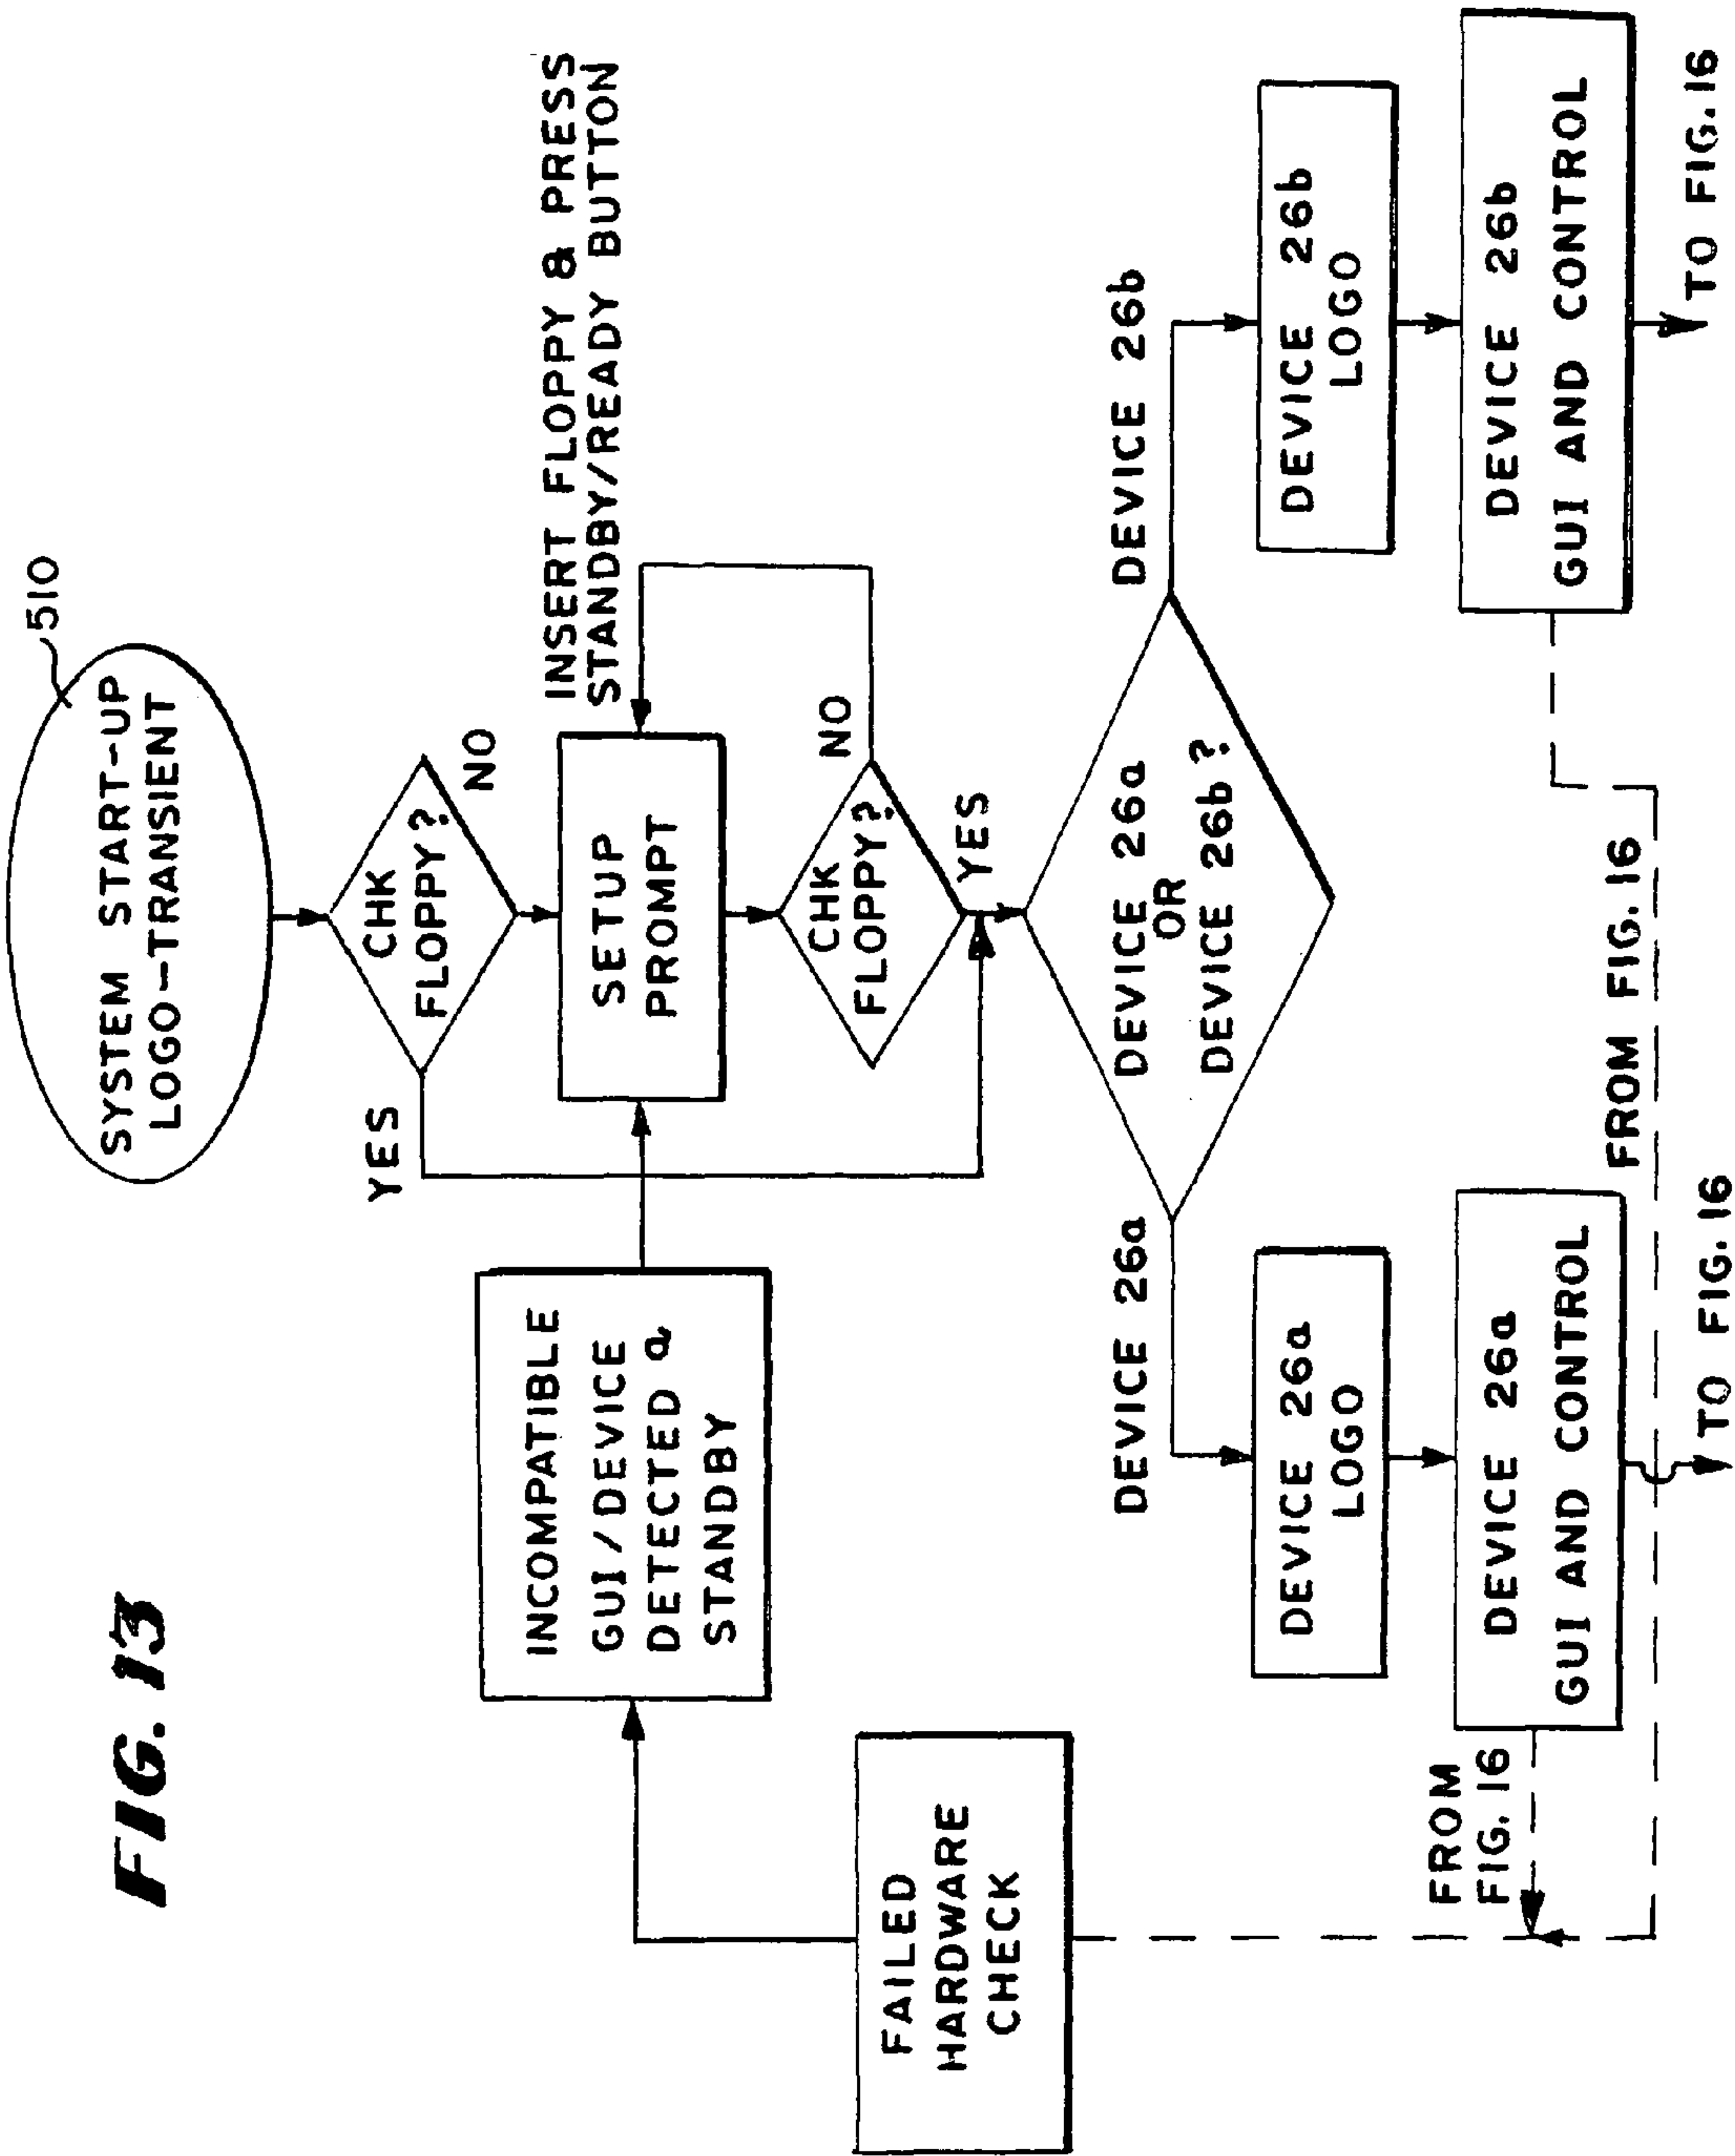 FIG. 13
510
SYSTEM START-UP
LOGO-TRANSIENT
CHK
FLOPPY?
YES
NO
INSERT FLOPPY & PRESS
STANDBY/READY BUTTON
SETUP
PROMPT
CHK
FLOPPY?
NO
YES
INCOMPATIBLE
GUI/DEVICE
DETECTED a
STANDBY
FAILED
HARDWARE
CHECK
DEVICE 26a
OR
DEVICE 26b?
DEVICE 26a
DEVICE 26b
DEVICE 26a
LOGO
DEVICE 26b
LOGO
DEVICE 26a
GUI AND CONTROL
DEVICE 26b
GUI AND CONTROL
FROM
FIG. 16
FROM FIG. 16
TO FIG. 16
TO FIG. 16